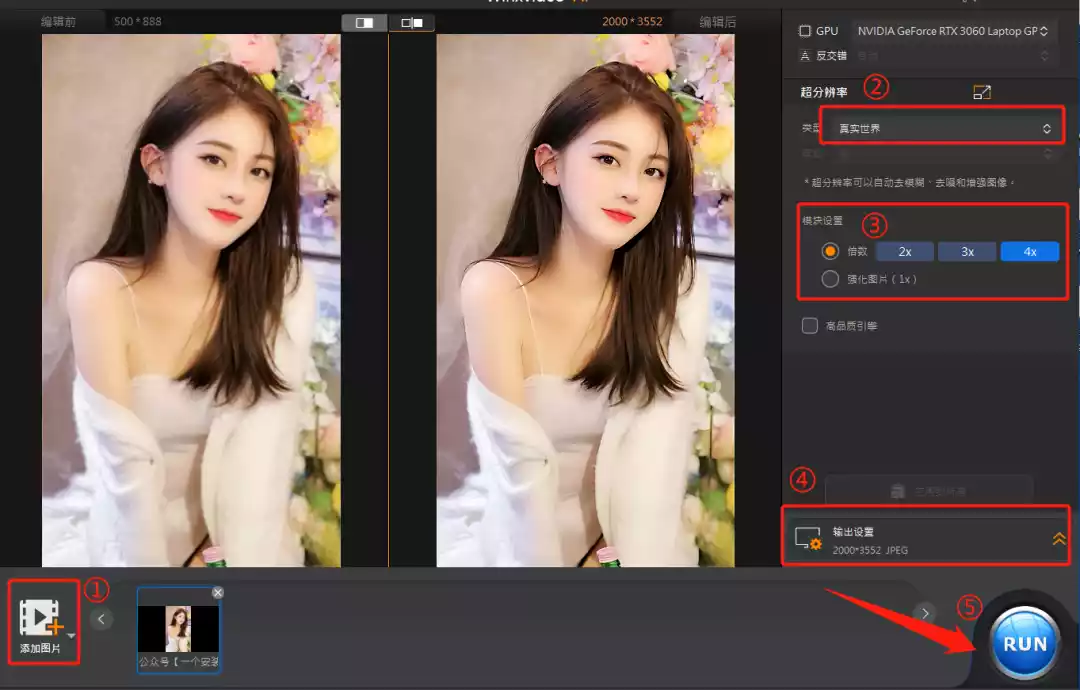 编辑前
500*888
2000*3552
编辑后
GPU
NVIDIA GeForce RTX 3060 Laptop GP
反交错
超分辨率
②
类型
真实世界
*超分辨率可以自动去模糊,去噪和增强图像。
模块设置
③
倍数
2x
3x
4x
强化图片(1x)
高品质引擎
④
输出设置
2000*3552 JPEG
①
添加图片
公众号【一个安装
⑤
RUN